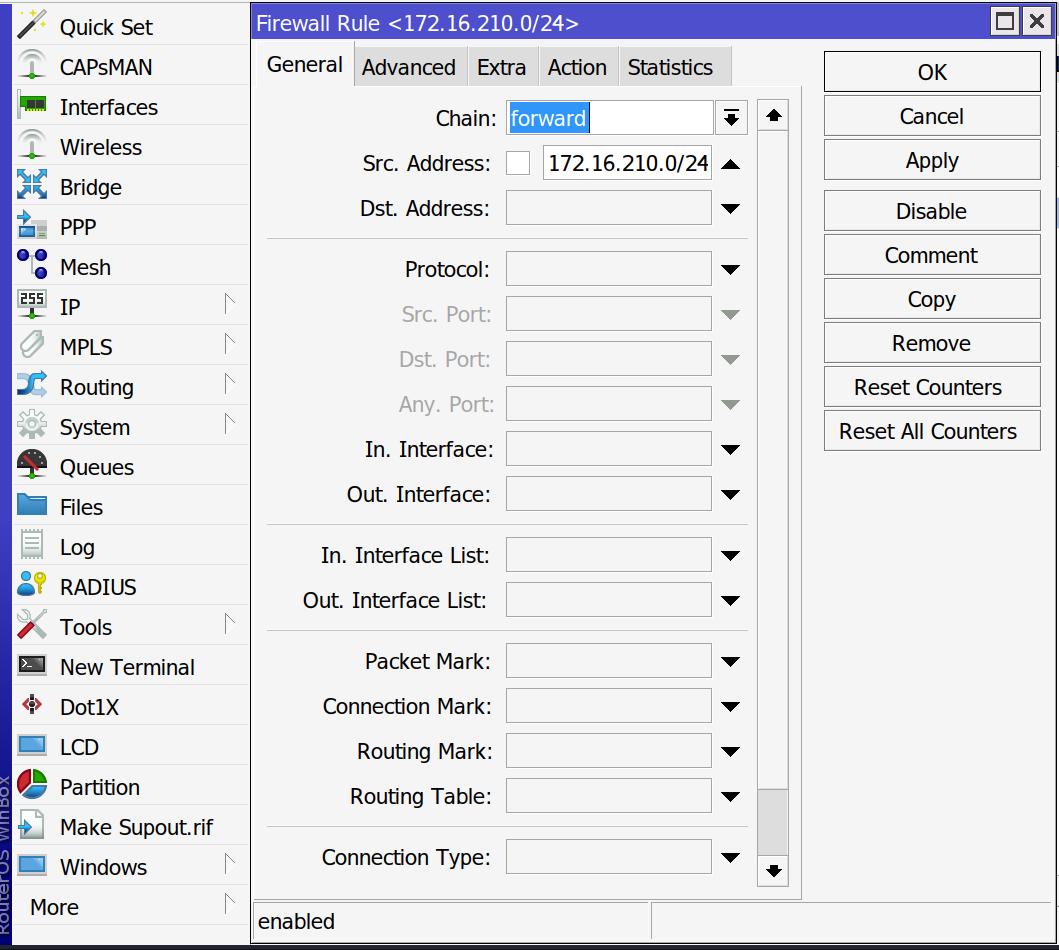 Firewall Rule <172.16.210.0/24>
Quick Set
CAPsMAN
Interfaces
Wireless
Bridge
PPP
Mesh
255
IP
MPLS
Routing
System
Queues
Files
Log
RADIUS
Tools
New Terminal
Dot1X
LCD
Partition
Make Supout.rif
Windows
More
RouterOS WinBox
General
Advanced
Extra
Action
Statistics
Chain: forward
Src. Address: 172.16.210.0/24
Dst. Address:
Protocol:
Src. Port:
Dst. Port:
Any. Port:
In. Interface:
Out. Interface:
In. Interface List:
Out. Interface List:
Packet Mark:
Connection Mark:
Routing Mark:
Routing Table:
Connection Type:
enabled
OK
Cancel
Apply
Disable
Comment
Copy
Remove
Reset Counters
Reset All Counters